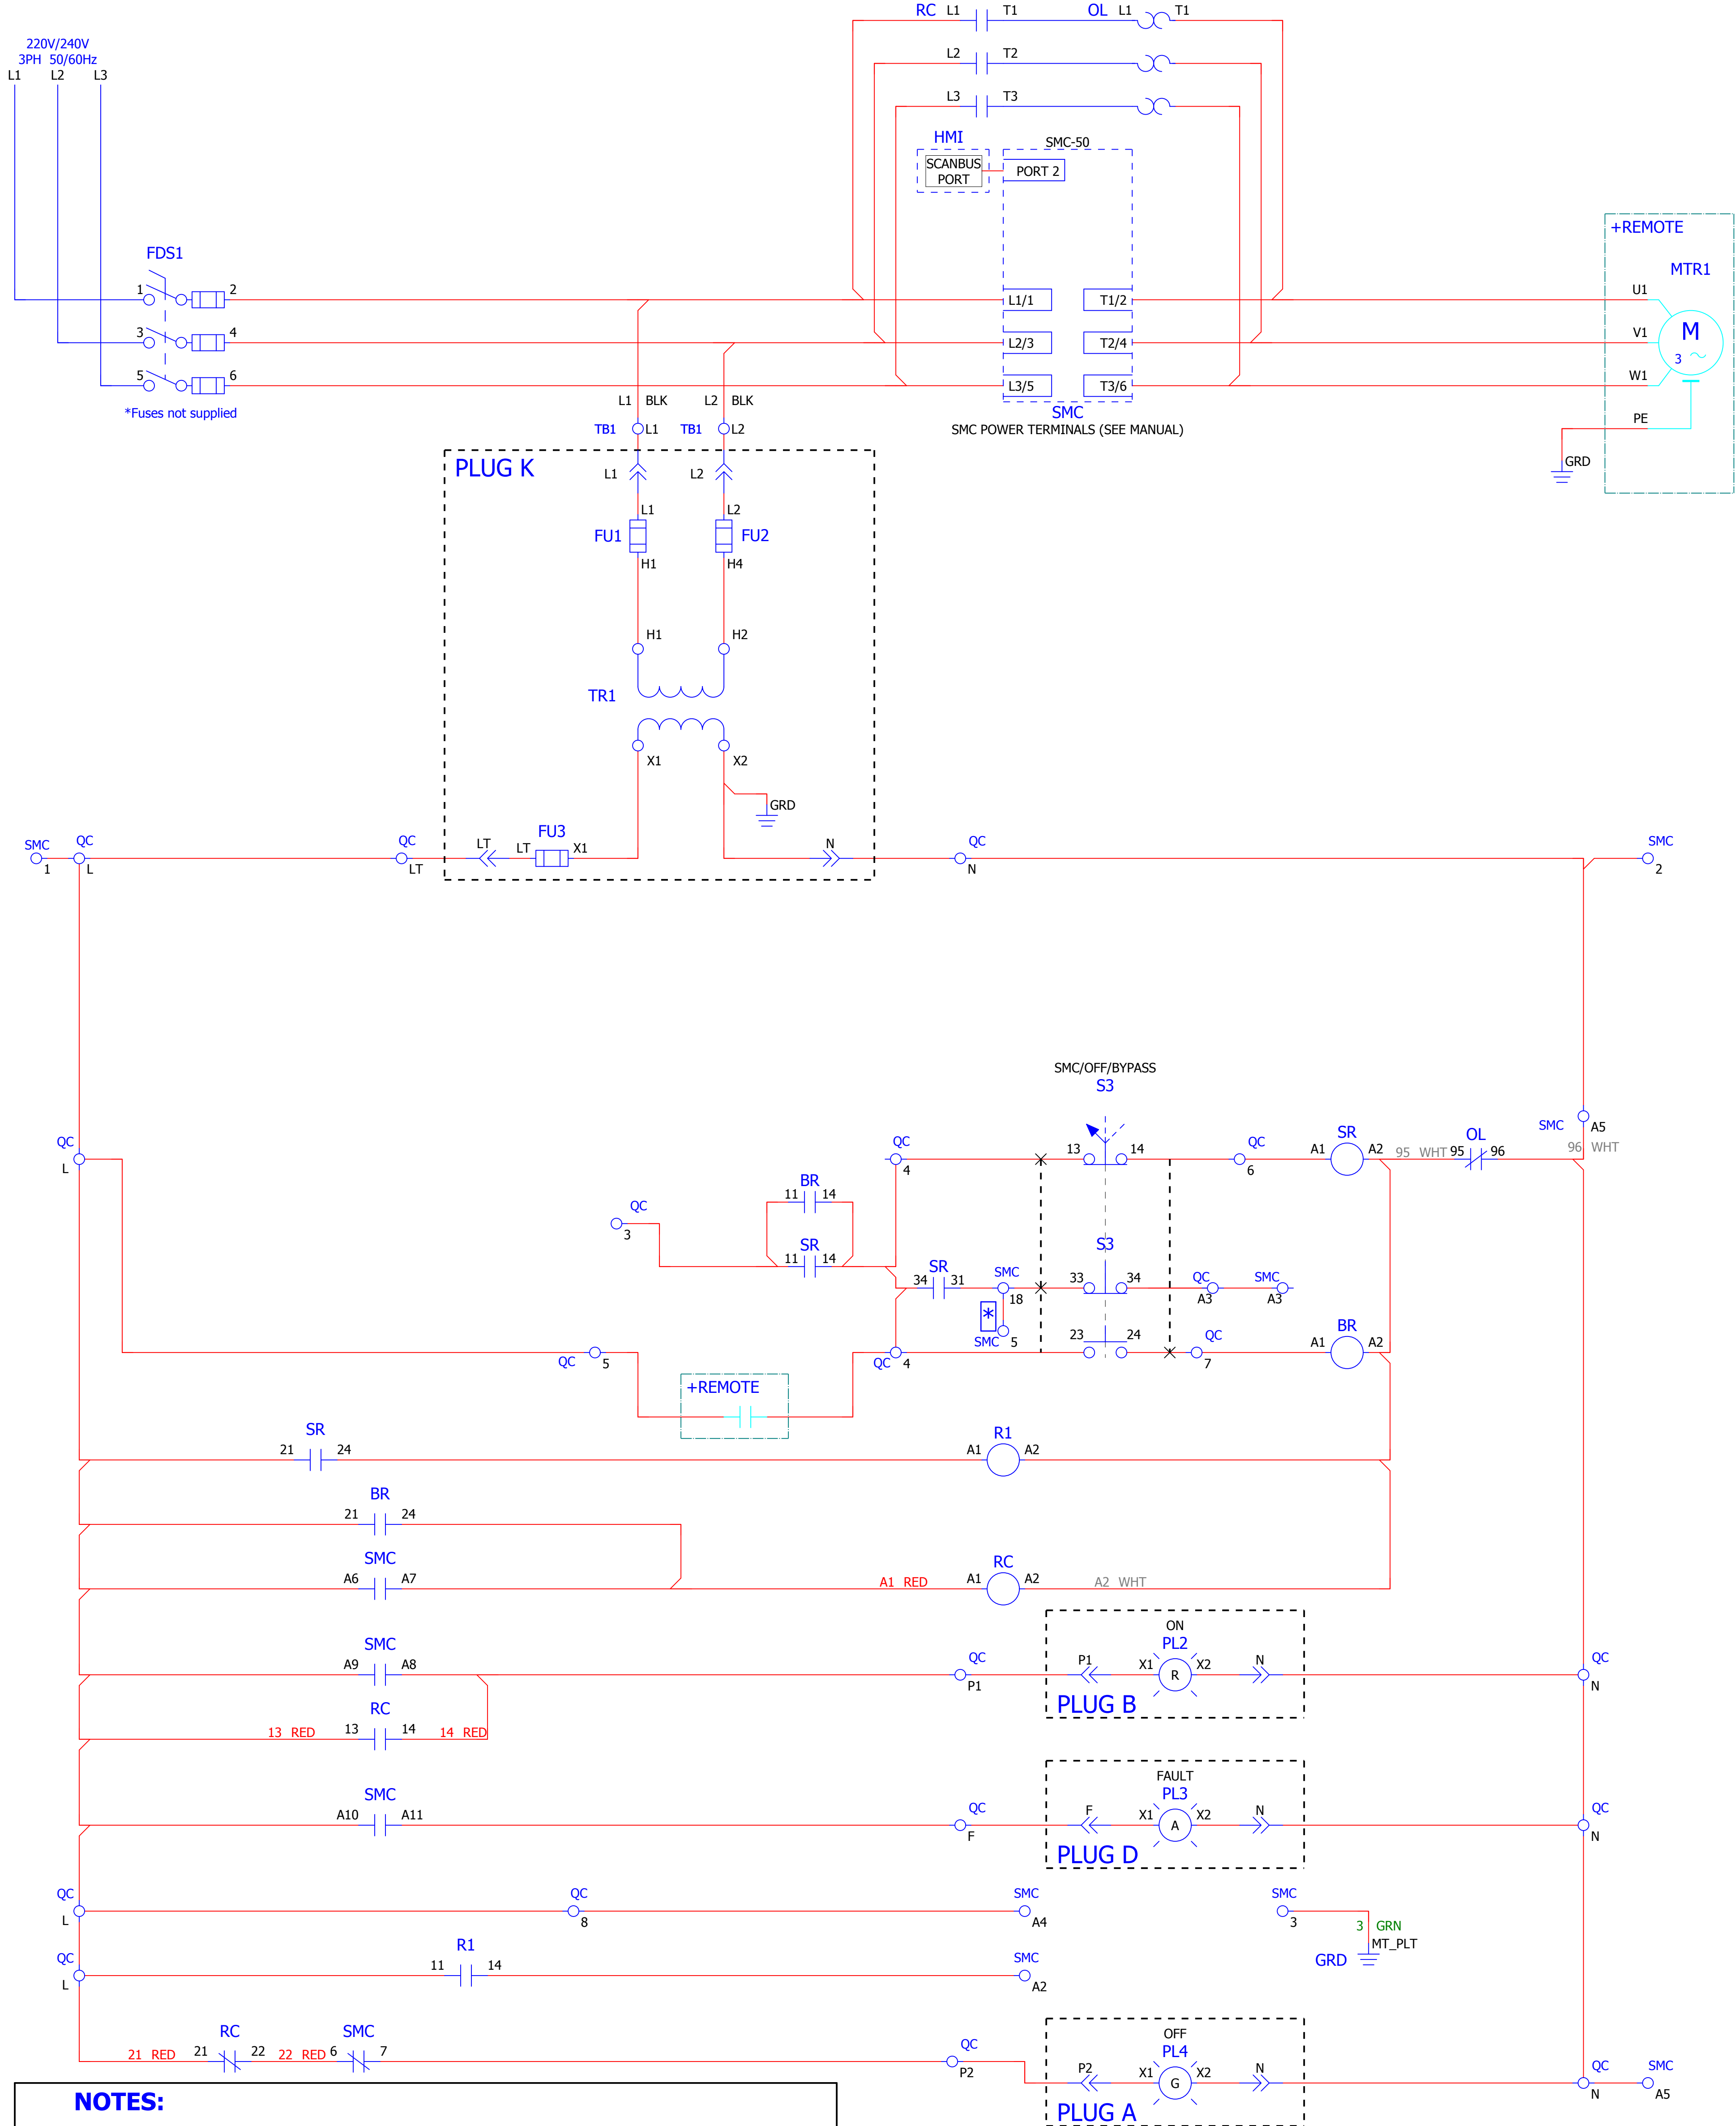 RC L1 T1 OL L1 T1
220V/240V
3PH 50/60Hz
L1 L2 L3
L2 T2
L3 T3
HMI
SMC-50
SCANBUS
PORT
PORT 2
+REMOTE
MTR1
FDS1
1 2
L1/1 T1/2
U1
3 4
L2/3 T2/4
V1
M
3
5 6
L3/5 T3/6
W1
*Fuses not supplied
L1 BLK L2 BLK
SMC
SMC POWER TERMINALS (SEE MANUAL)
PE
GRD
TB1 L1 TB1 L2
PLUG K
L1 L2
L1 L2
FU1 FU2
H1 H4
H1 H2
TR1
X1 X2
GRD
SMC QC QC
LT LT FU3 X1
N QC
SMC
1 L LT
N 2
SMC/OFF/BYPASS
S3
SMC A5
QC
L
QC
4
13 14
QC
6
SR
A1 A2
95 WHT
OL
95 96
96 WHT
BR
11 14
QC
3
SR
11 14
S3
SR
34 31
SMC
18
33 34
QC
A3
SMC
A3
*
SMC 5
23 24
QC
7
BR
A1 A2
QC 5
QC 4
+REMOTE
SR
21 24
R1
A1 A2
BR
21 24
SMC
A6 A7
A1 RED
RC
A1 A2
A2 WHT
SMC
A9 A8
QC
P1
ON
PL2
P1 X1 R X2 N
PLUG B
QC
N
RC
13 RED 13 14 14 RED
SMC
A10 A11
QC
F
FAULT
PL3
F X1 A X2 N
PLUG D
QC
N
QC
L
QC
8
SMC
A4
SMC
3
3 GRN
MT_PLT
GRD
QC
L
R1
11 14
SMC
A2
RC SMC
21 RED 21 22 22 RED 6 7
QC
P2
OFF
PL4
P2 X1 G X2 N
PLUG A
QC
N
SMC
A5
NOTES: